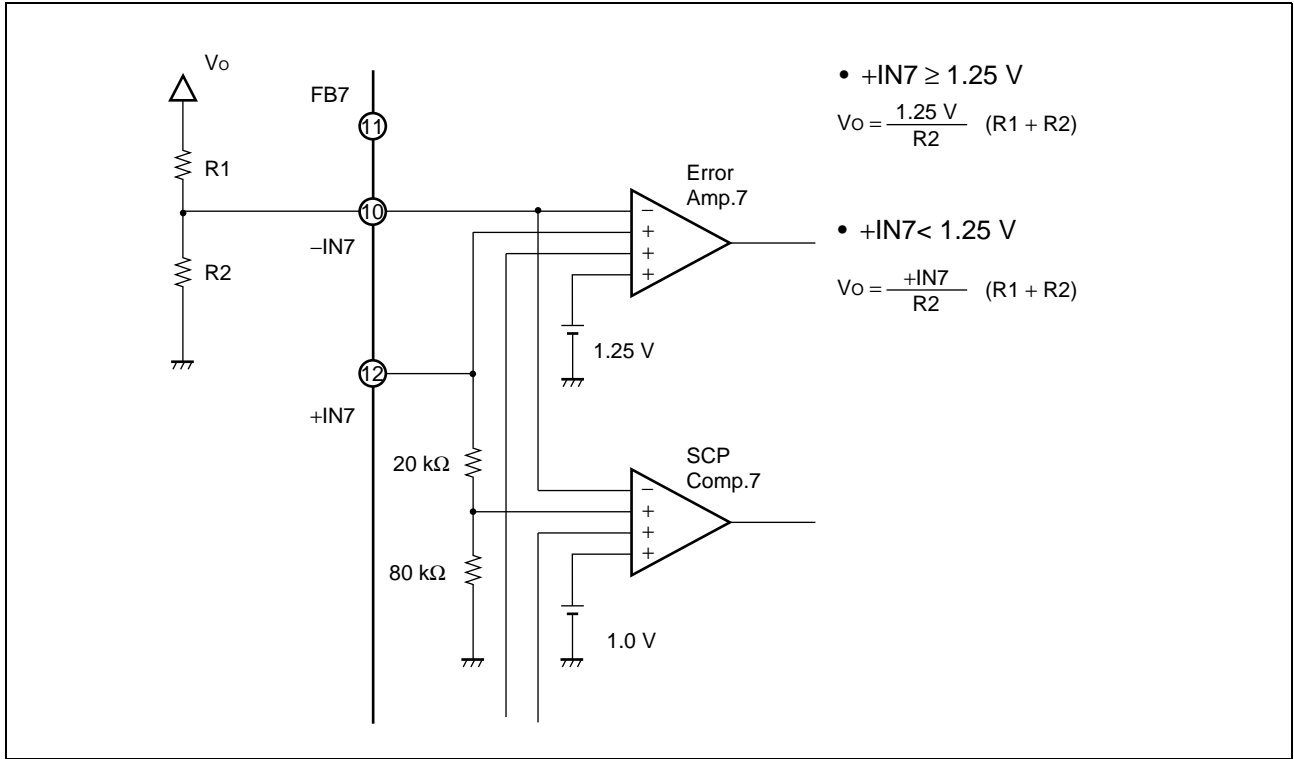 Vo
R1
R2
FB7
11
10
−IN7
12
+IN7
20 kΩ
80 kΩ
Error
Amp.7
−
+
+
+
1.25 V
SCP
Comp.7
−
+
+
+
1.0 V
• +IN7 ≥ 1.25 V
Vo = 1.25 V / R2 (R1 + R2)
• +IN7< 1.25 V
Vo = +IN7 / R2 (R1 + R2)